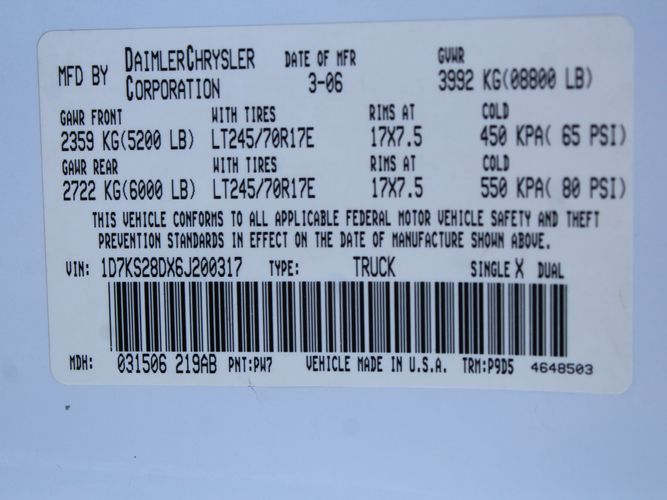 MFD BY DAIMLERCHRYSLER CORPORATION DATE OF MFR 3-06 GVWR 3992 KG(08800 LB)
GAWR FRONT WITH TIRES RIMS AT COLD
2359 KG(5200 LB) LT245/70R17E 17X7.5 450 KPA( 65 PSI)
GAWR REAR WITH TIRES RIMS AT COLD
2722 KG(6000 LB) LT245/70R17E 17X7.5 550 KPA( 80 PSI)
THIS VEHICLE CONFORMS TO ALL APPLICABLE FEDERAL MOTOR VEHICLE SAFETY AND THEFT
PREVENTION STANDARDS IN EFFECT ON THE DATE OF MANUFACTURE SHOWN ABOVE.
VIN: 1D7KS28DX6J200317 TYPE: TRUCK SINGLE X DUAL
MDH: 031506 219AB PNT:PW7 VEHICLE MADE IN U.S.A. TRM:P9D5 4648503